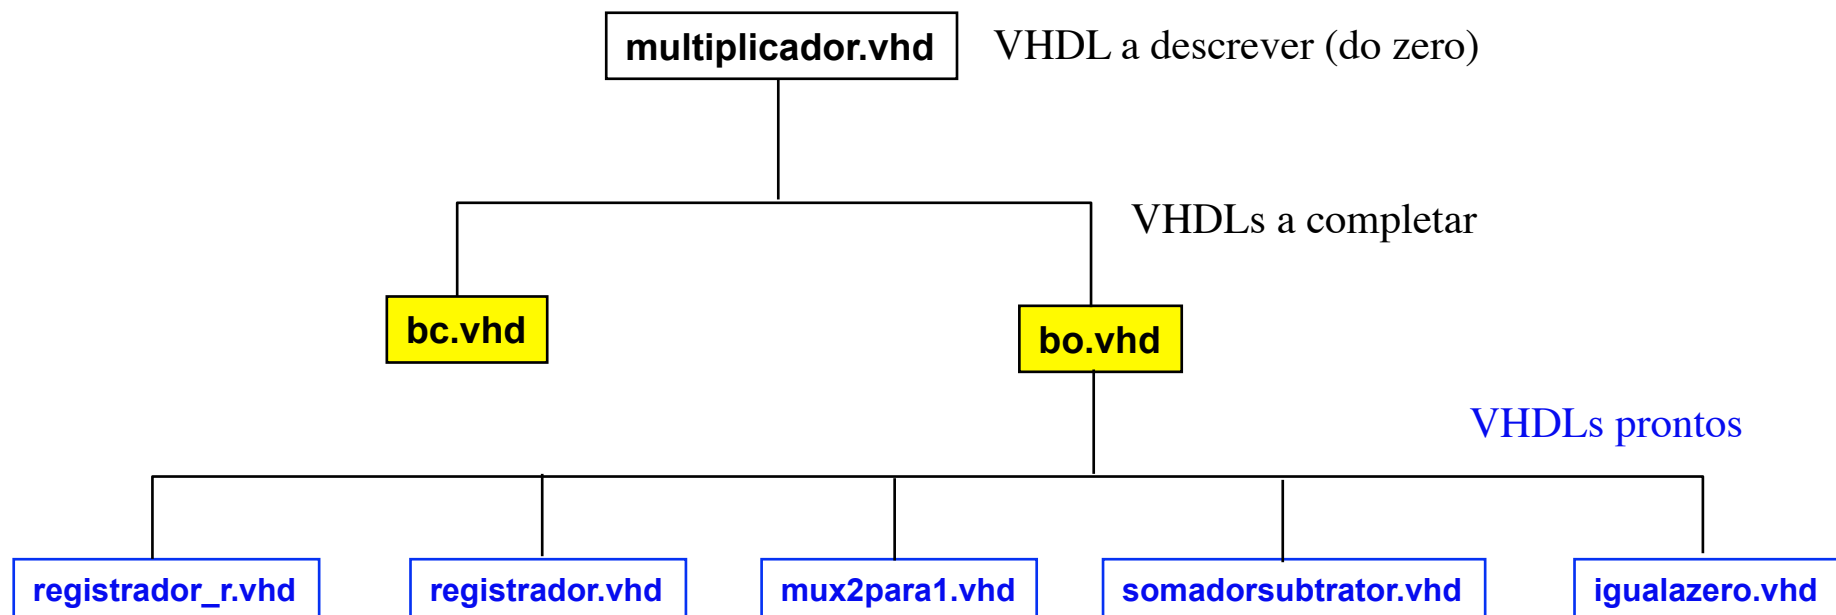 multiplicador.vhd
VHDL a descrever (do zero)
VHDLs a completar
bc.vhd
bo.vhd
VHDLs prontos
registrador_r.vhd
registrador.vhd
mux2para1.vhd
somadorsubtrator.vhd
igualazero.vhd